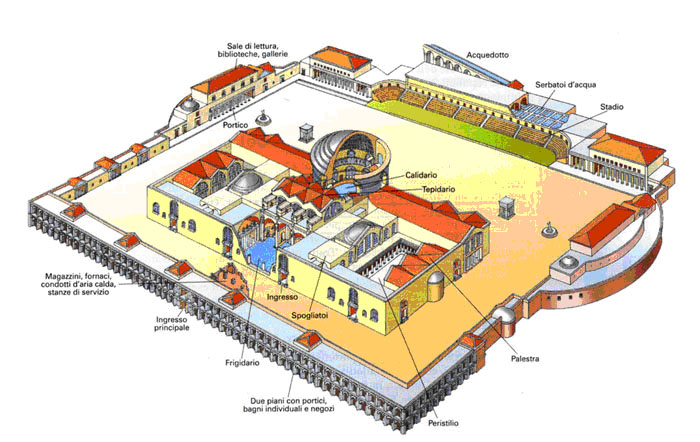 Sale di lettura,
biblioteche, gallerie
Acquedotto
Serbatoi d'acqua
Stadio
Portico
Calidario
Tepidario
Magazzini, fornaci,
condotti d'aria calda,
stanze di servizio
Ingresso
Spogliatoi
Ingresso
principale
Frigidario
Palestra
Due piani con portici,
bagni individuali e negozi
Peristilio